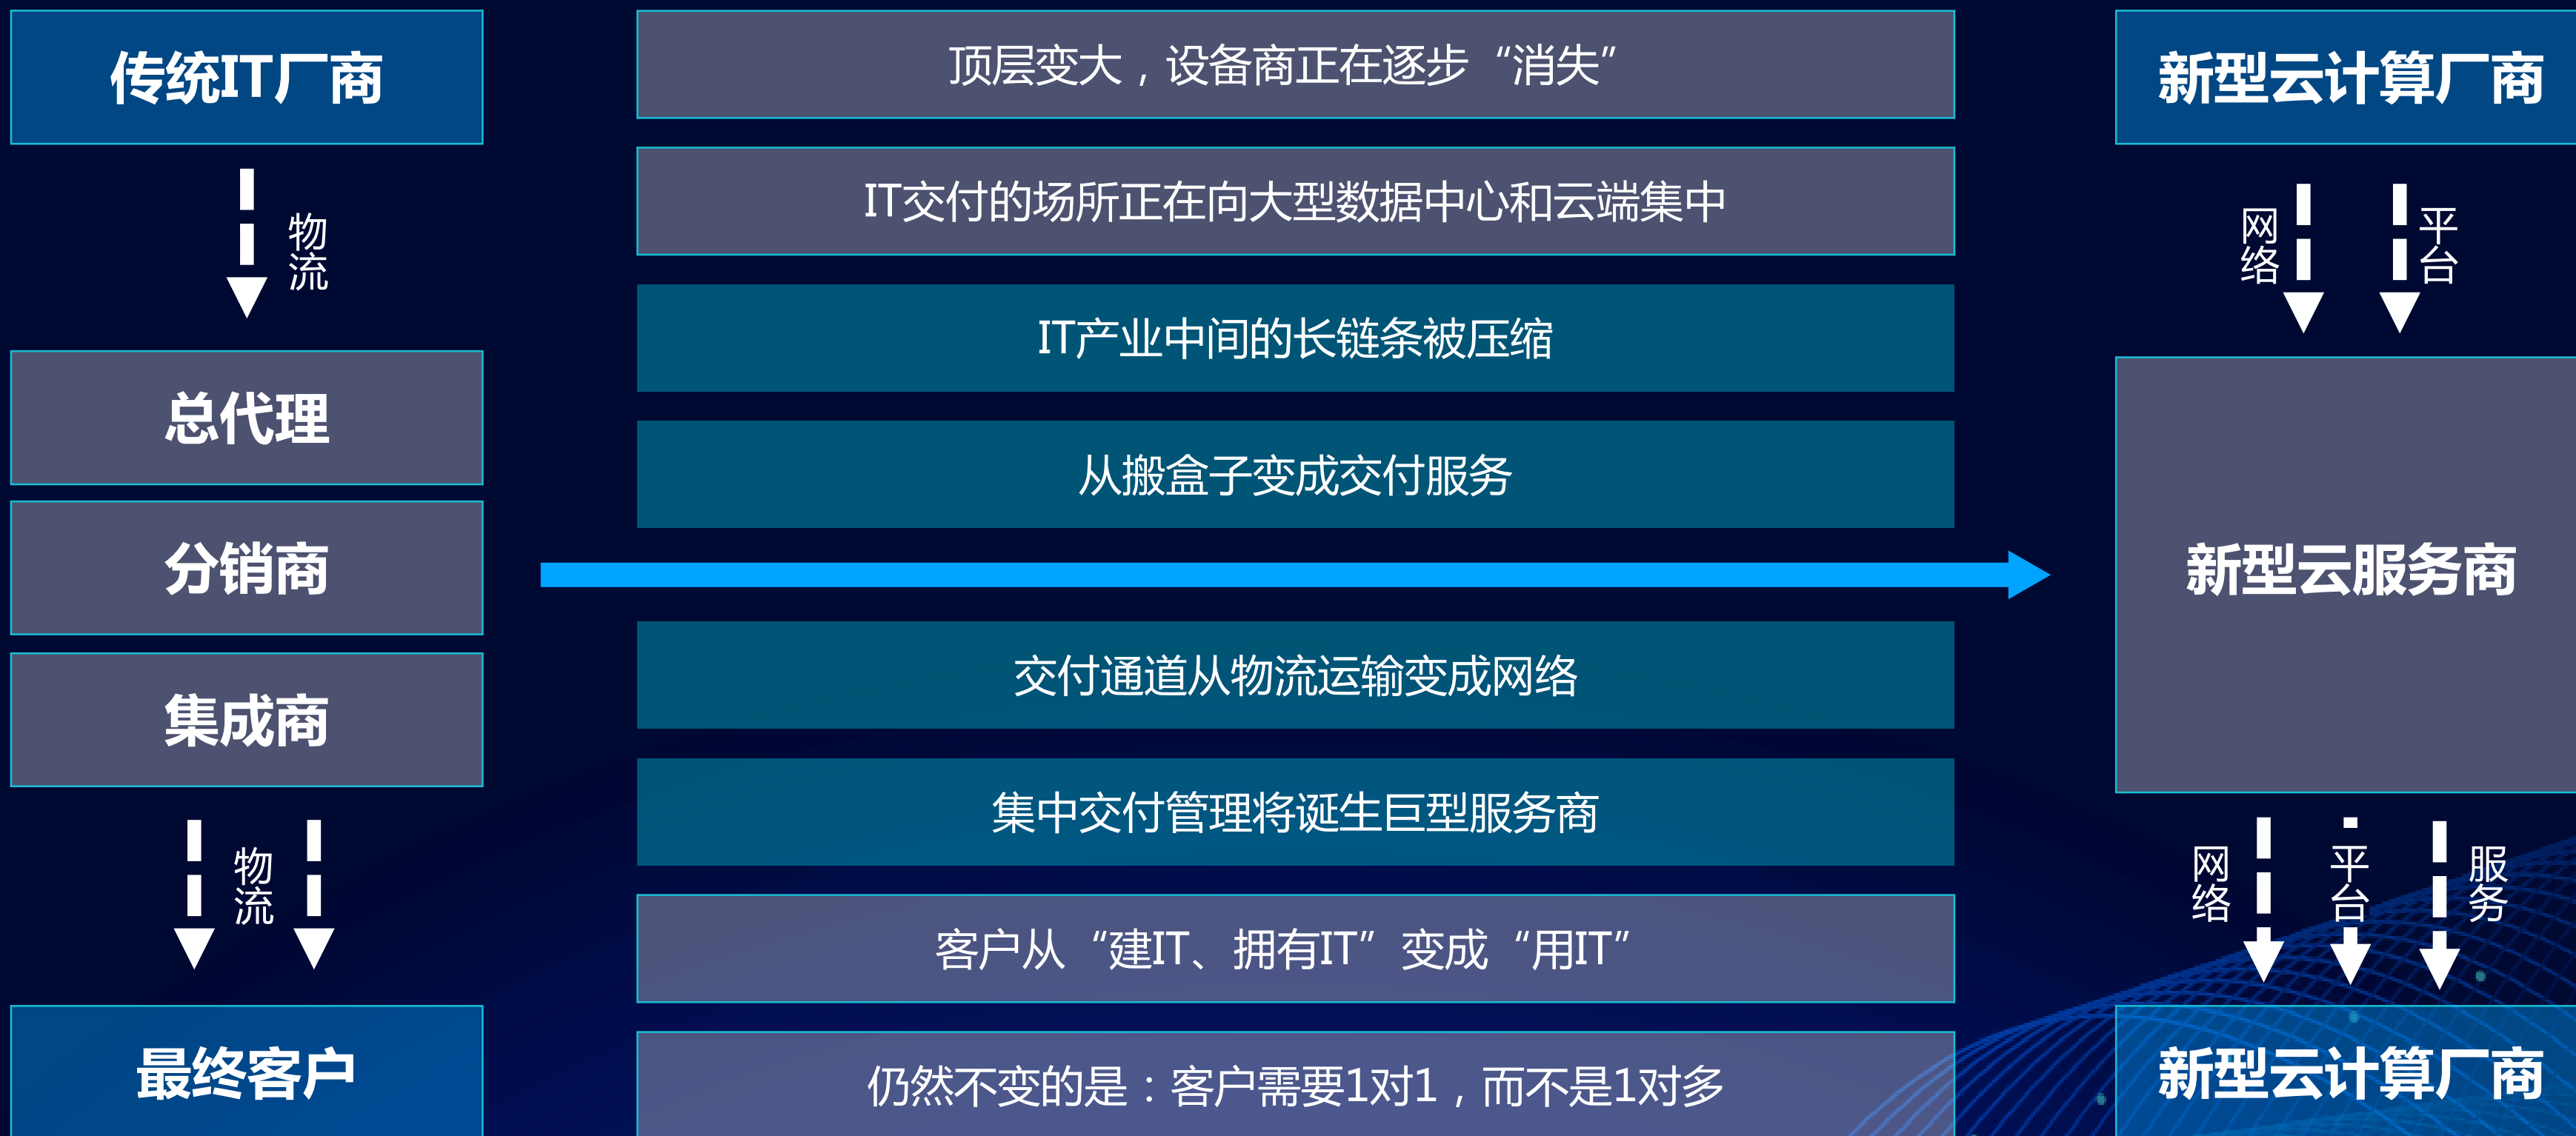 传统IT厂商
物流
总代理
分销商
集成商
物流
最终客户
顶层变大，设备商正在逐步“消失”
IT交付的场所正在向大型数据中心和云端集中
IT产业中间的长链条被压缩
从搬盒子变成交付服务
交付通道从物流运输变成网络
集中交付管理将诞生巨型服务商
客户从“建IT、拥有IT”变成“用IT”
仍然不变的是：客户需要1对1，而不是1对多
新型云计算厂商
网络
平台
新型云服务商
网络
平台
服务
新型云计算厂商